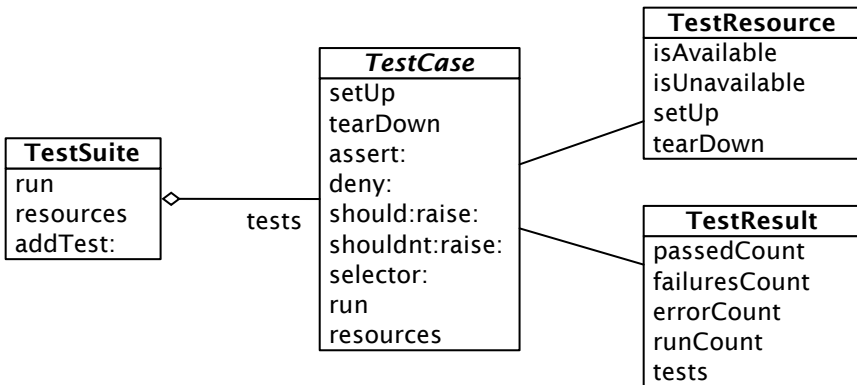 TestSuite
run
resources
addTest:
tests
TestCase
setUp
tearDown
assert:
deny:
should:raise:
shouldnt:raise:
selector:
run
resources
TestResource
isAvailable
isUnavailable
setUp
tearDown
TestResult
passedCount
failuresCount
errorCount
runCount
tests